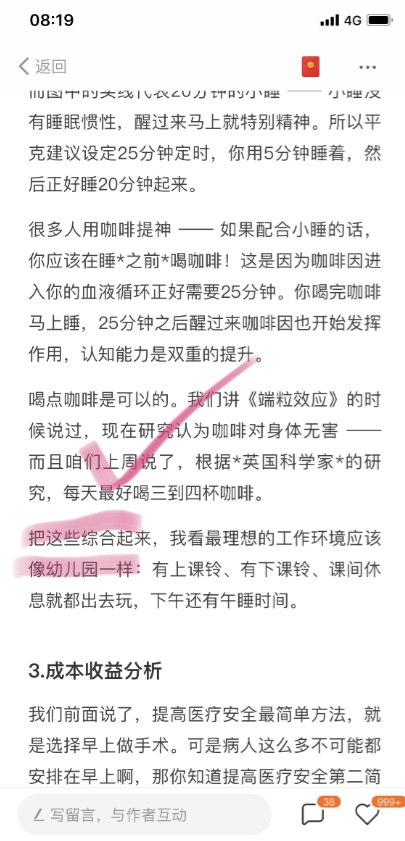 08:19
4G
返回
而图中的实线代表20分钟的小睡 —— 小睡没
有睡眠惯性，醒过来马上就特别精神。所以平
克建议设定25分钟定时，你用5分钟睡着，然
后正好睡20分钟起来。
很多人用咖啡提神 —— 如果配合小睡的话，
你应该在睡*之前*喝咖啡！这是因为咖啡因进
入你的血液循环正好需要25分钟。你喝完咖啡
马上睡，25分钟之后醒过来咖啡因也开始发挥
作用，认知能力是双重的提升。
喝点咖啡是可以的。我们讲《端粒效应》的时
候说过，现在研究认为咖啡对身体无害 ——
而且咱们上周说了，根据*英国科学家*的研
究，每天最好喝三到四杯咖啡。
把这些综合起来，我看最理想的工作环境应该
像幼儿园一样：有上课铃、有下课铃、课间休
息就都出去玩，下午还有午睡时间。
3.成本收益分析
我们前面说了，提高医疗安全最简单方法，就
是选择早上做手术。可是病人这么多不可能都
安排在早上啊，那你知道提高医疗安全第二简
写留言，与作者互动
38
999+